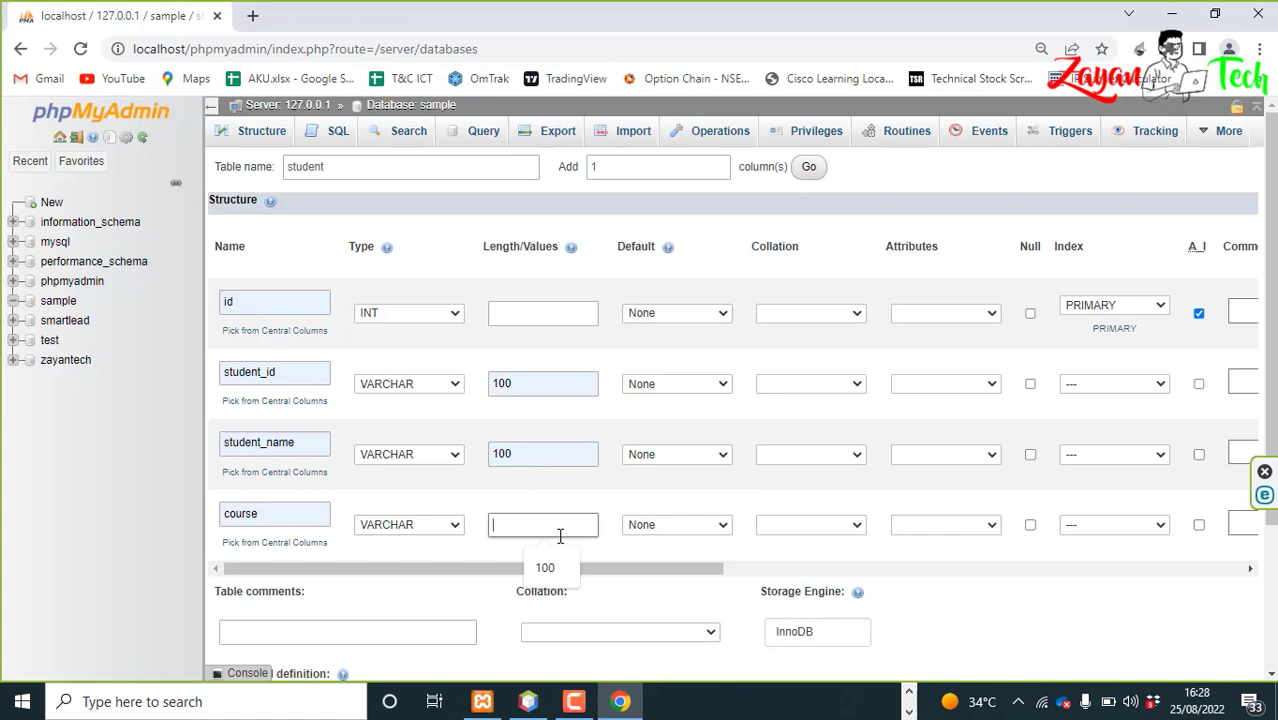 localhost / 127.0.0.1 / sample / s
localhost/phpmyadmin/index.php?route=/server/databases
Gmail YouTube Maps AKU.xlsx - Google S... T&C ICT OmTrak TradingView Option Chain - NSE... Cisco Learning Loca... TSR Technical Stock Scr...
Zayan Tech
phpMyAdmin
Recent Favorites
New
information_schema
mysql
performance_schema
phpmyadmin
sample
smartlead
test
zayantech
Server: 127.0.0.1 » Database: sample
Structure SQL Search Query Export Import Operations Privileges Routines Events Triggers Tracking More
Table name: student Add 1 column(s) Go
Structure
Name Type Length/Values Default Collation Attributes Null Index A_I Comme
id INT None PRIMARY
Pick from Central Columns PRIMARY
student_id VARCHAR 100 None ---
Pick from Central Columns
student_name VARCHAR 100 None ---
Pick from Central Columns
course VARCHAR None ---
Pick from Central Columns
100
Table comments: Collation: Storage Engine:
InnoDB
Console definition:
Type here to search
34°C
16:28
25/08/2022
33